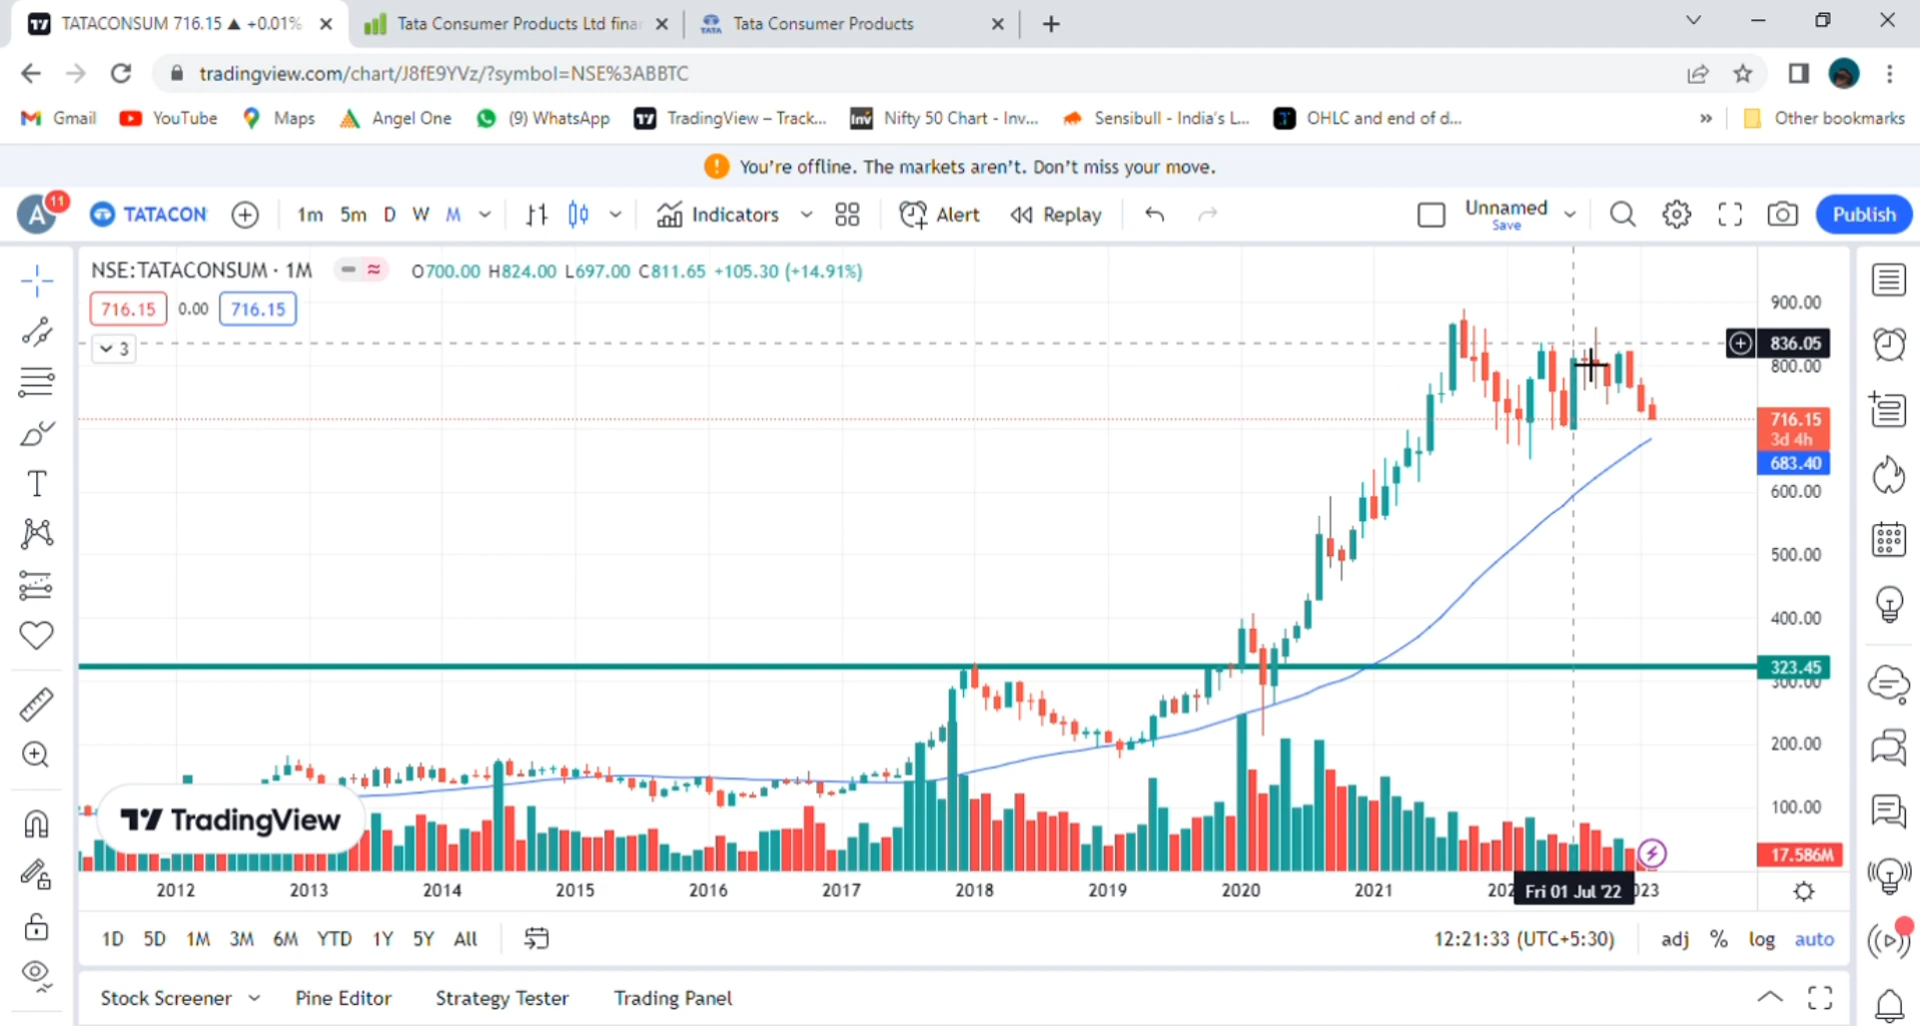 TATACONSUM 716.15 ▲ +0.01%
Tata Consumer Products Ltd finan
TATA
Tata Consumer Products
tradingview.com/chart/J8fE9YVz/?symbol=NSE%3ABBTC
Gmail
YouTube
Maps
Angel One
(9) WhatsApp
TradingView – Track...
Inv
Nifty 50 Chart - Inv...
Sensibull - India's L...
OHLC and end of d...
»
Other bookmarks
You're offline. The markets aren't. Don't miss your move.
A
11
TATACON
1m
5m
D
W
M
Indicators
Alert
Replay
Unnamed
Save
Publish
NSE:TATACONSUM · 1M
O700.00 H824.00 L697.00 C811.65 +105.30 (+14.91%)
716.15
0.00
716.15
3
900.00
836.05
800.00
716.15
3d 4h
683.40
600.00
500.00
400.00
323.45
300.00
200.00
100.00
17.586M
TradingView
2012
2013
2014
2015
2016
2017
2018
2019
2020
2021
Fri 01 Jul '22
1D
5D
1M
3M
6M
YTD
1Y
5Y
All
12:21:33 (UTC+5:30)
adj
%
log
auto
Stock Screener
Pine Editor
Strategy Tester
Trading Panel